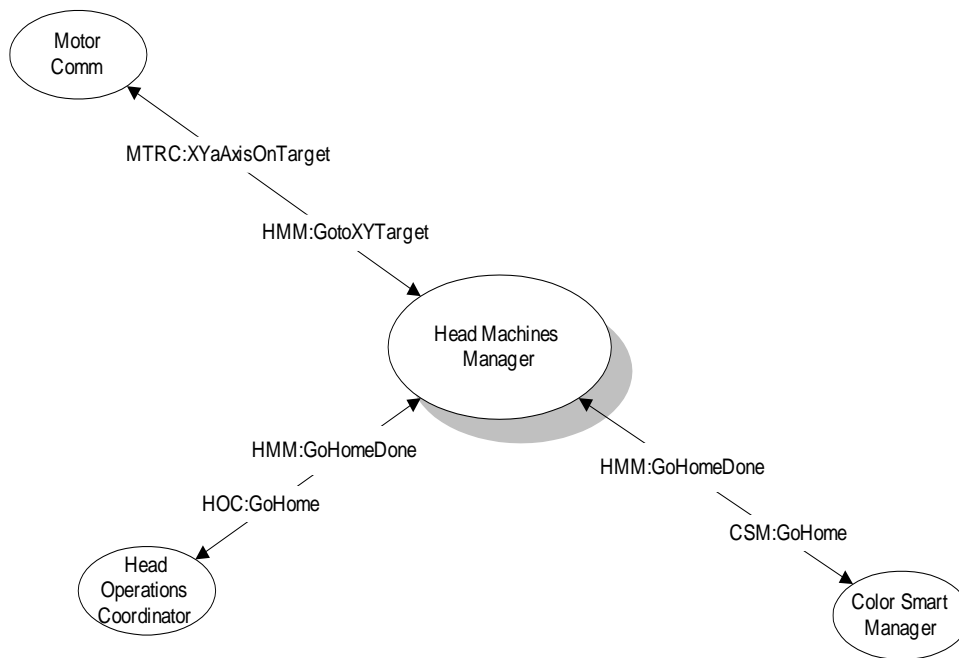 Motor
Comm
MTRC:XYaAxisOnTarget
HMM:GotoXYTarget
Head Machines
Manager
HMM:GoHomeDone
HOC:GoHome
HMM:GoHomeDone
CSM:GoHome
Head
Operations
Coordinator
Color Smart
Manager